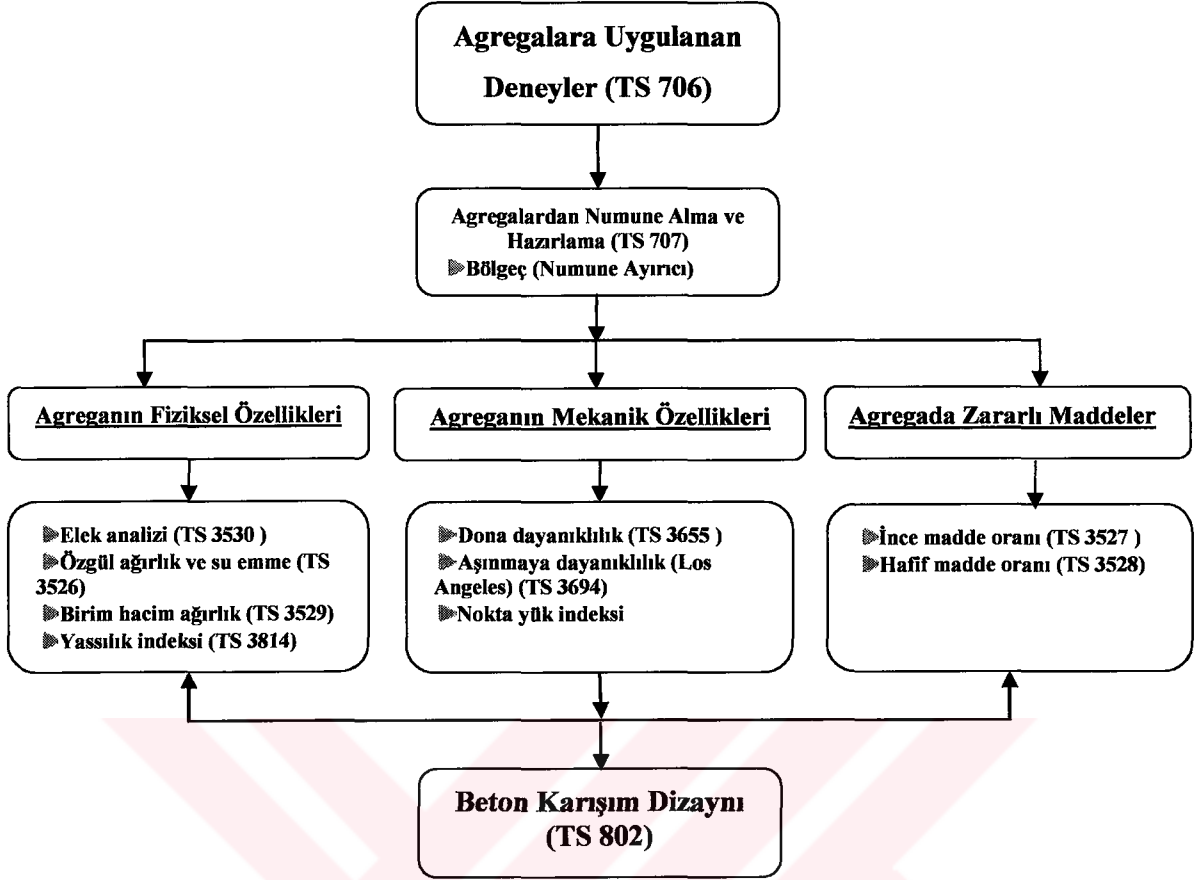 Agregalara Uygulanan
Deneyler (TS 706)
Agregalardan Numune Alma ve
Hazırlama (TS 707)
Bölgeç (Numune Ayırıcı)
Agreganın Fiziksel Özellikleri
Agreganın Mekanik Özellikleri
Agregada Zararlı Maddeler
Elek analizi (TS 3530 )
Özgül ağırlık ve su emme (TS
3526)
Birim hacim ağırlık (TS 3529)
Yassılık indeksi (TS 3814)
Dona dayanıklılık (TS 3655 )
Aşınmaya dayanıklılık (Los
Angeles) (TS 3694)
Nokta yük indeksi
İnce madde oranı (TS 3527 )
Hafif madde oranı (TS 3528)
Beton Karışım Dizaynı
(TS 802)